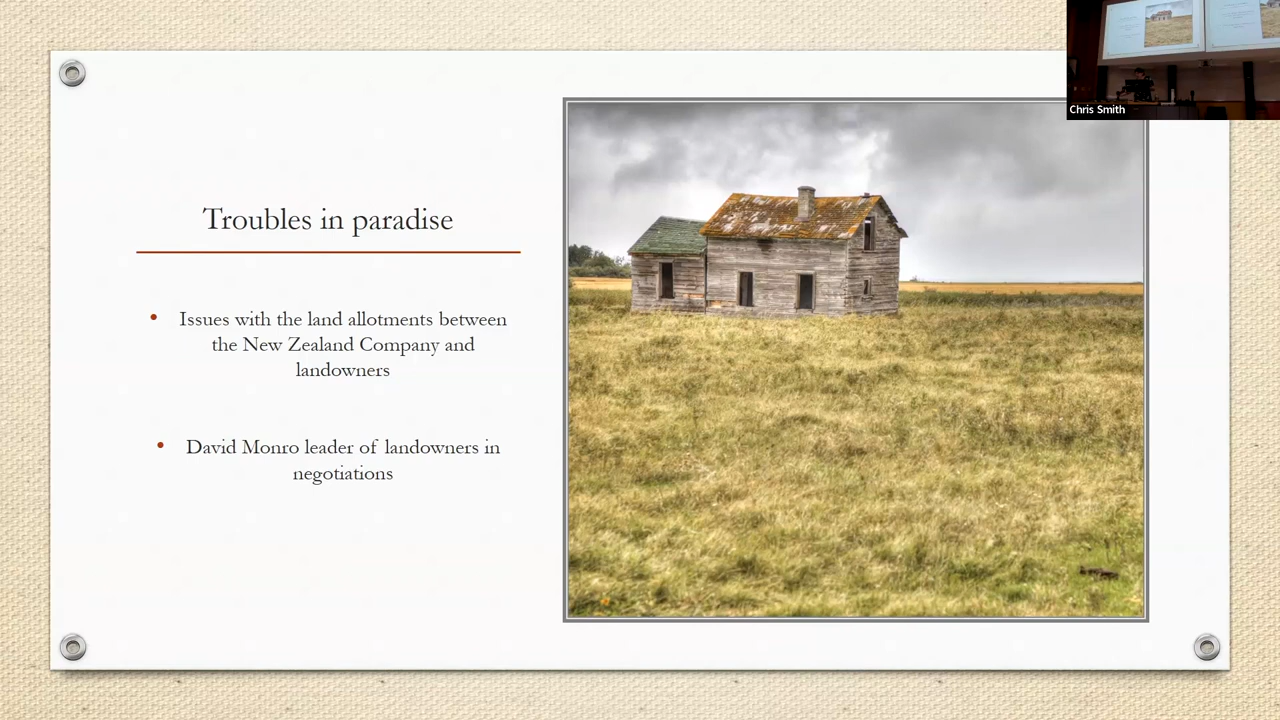 Chris Smith
Troubles in paradise
Issues with the land allotments between
the New Zealand Company and
landowners
David Monro leader of landowners in
negotiations